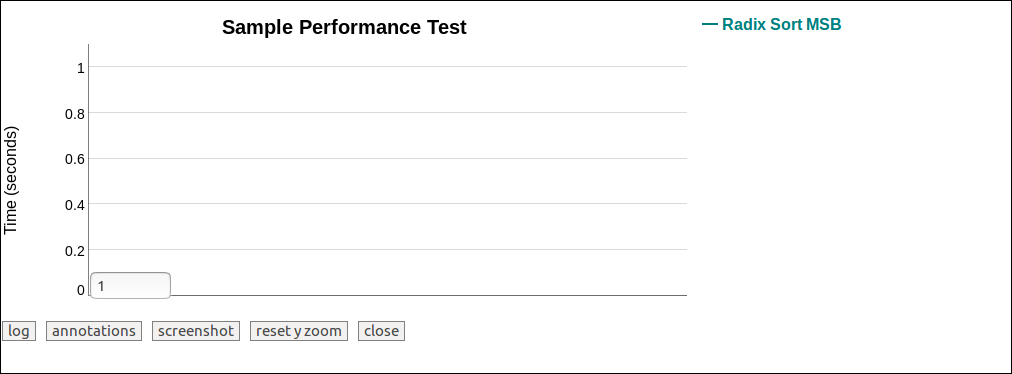 Sample Performance Test
Radix Sort MSB
Time (seconds)
1
0.8
0.6
0.4
0.2
0
1
log annotations screenshot reset y zoom close